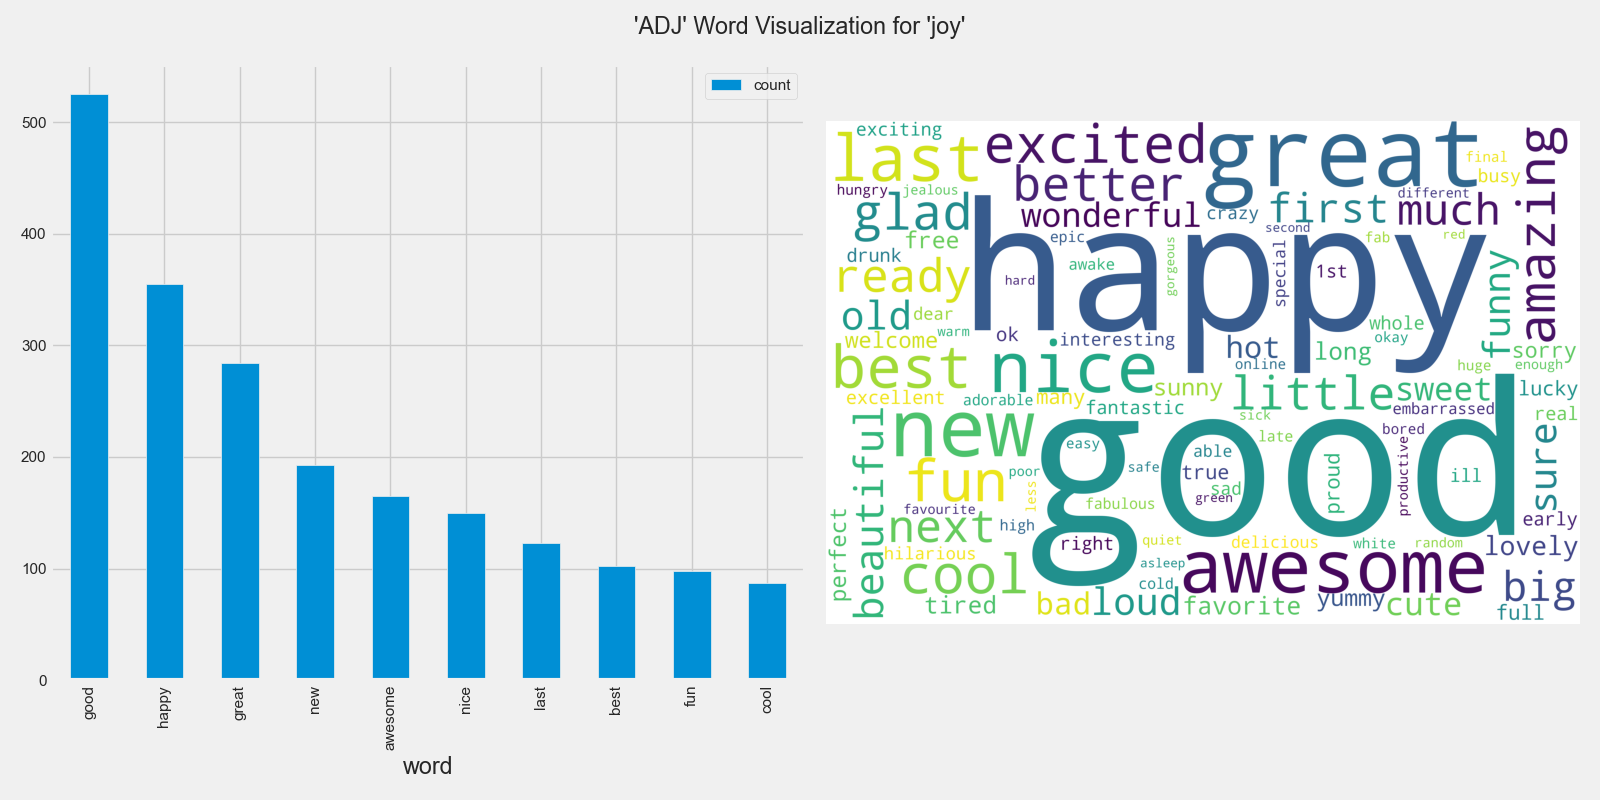 'ADJ' Word Visualization for 'joy'
count
500
400
300
200
100
0
good
happy
great
new
awesome
nice
last
best
fun
cool
word
exciting
last
excited
great
final
busy
amazing
hungry
jealous
better
different
glad
wonderful
crazy
first
much
free
epic
second
fab
red
happy
drunk
ready
awake
hard
gorgeous
special
1st
funny
old
dear
warm
ok
interesting
whole
okay
welcome
hot
long
sorry
best
nice
online
huge
enough
sunny
little
sweet
lucky
excellent
adorable
many
fantastic
sick
embarrassed
real
beautiful
new
good
easy
late
bored
sure
fun
poor
safe
able
true
sad
green
proud
productive
ill
less
fabulous
favourite
perfect
next
high
early
hilarious
right
quiet
delicious
white
random
lovely
cool
asleep
cold
awesome
big
tired
bad
loud
favorite
yummy
cute
full